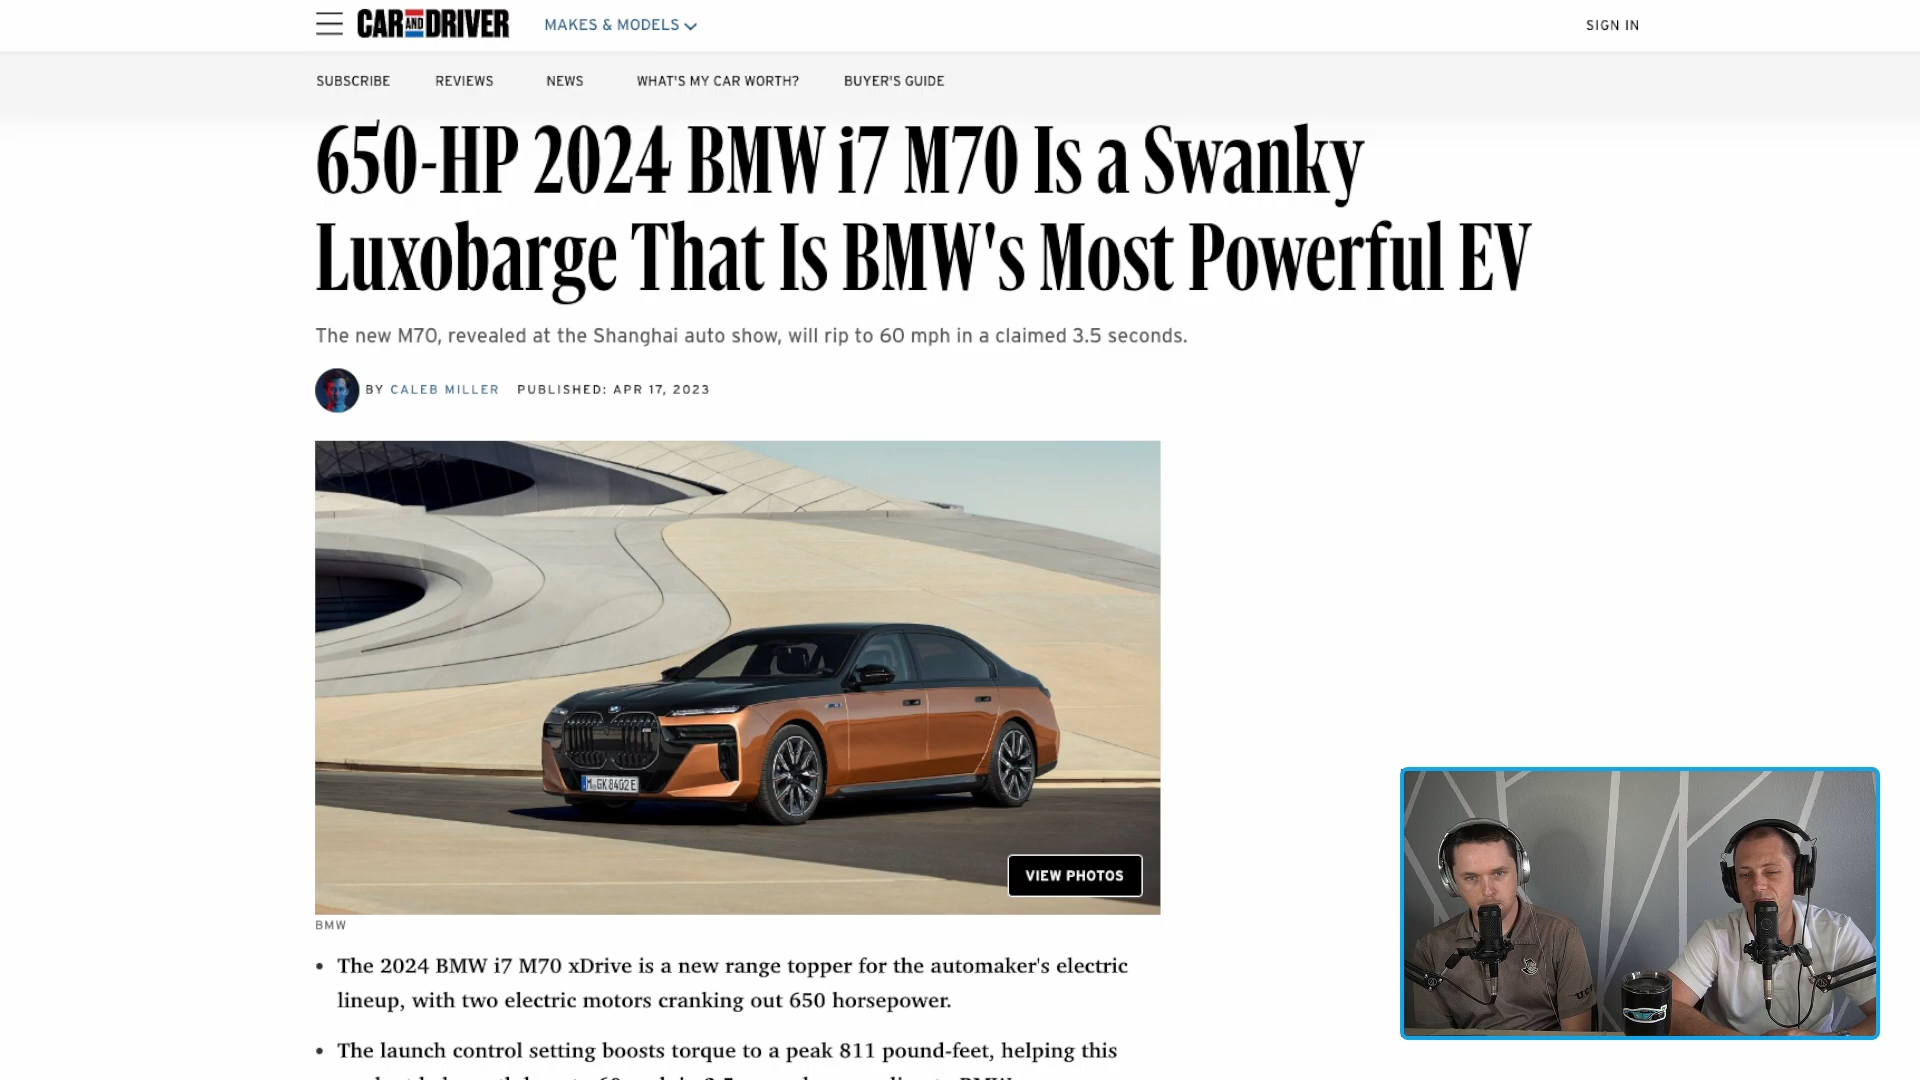 CAR AND DRIVER
MAKES & MODELS
SIGN IN
SUBSCRIBE REVIEWS NEWS WHAT'S MY CAR WORTH? BUYER'S GUIDE
650-HP 2024 BMW i7 M70 Is a Swanky
Luxobarge That Is BMW's Most Powerful EV
The new M70, revealed at the Shanghai auto show, will rip to 60 mph in a claimed 3.5 seconds.
BY CALEB MILLER PUBLISHED: APR 17, 2023
M GK 8402E
VIEW PHOTOS
BMW
• The 2024 BMW i7 M70 xDrive is a new range topper for the automaker's electric
lineup, with two electric motors cranking out 650 horsepower.
• The launch control setting boosts torque to a peak 811 pound-feet, helping this